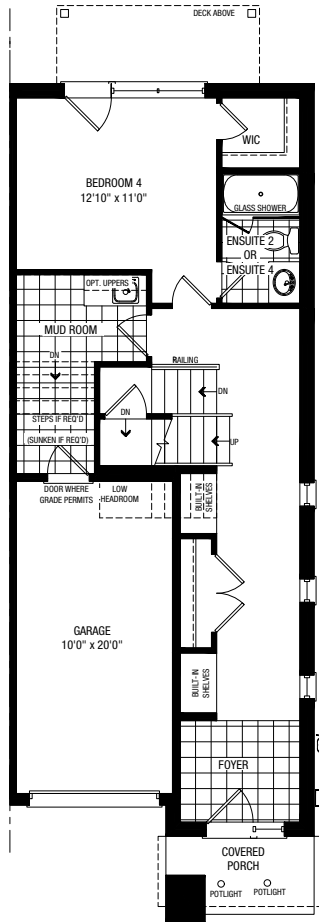 DECK ABOVE
WIC
BEDROOM 4
12'10" x 11'0"
GLASS SHOWER
ENSUITE 2
OR
ENSUITE 4
OPT. UPPERS
MUD ROOM
DN
RAILING
DN
DN
UP
STEPS IF REQ'D
(SUNKEN IF REQ'D)
DOOR WHERE
GRADE PERMITS
LOW
HEADROOM
BUILT-IN
SHELVES
GARAGE
10'0" x 20'0"
BUILT-IN
SHELVES
FOYER
COVERED
PORCH
POTLIGHT
POTLIGHT